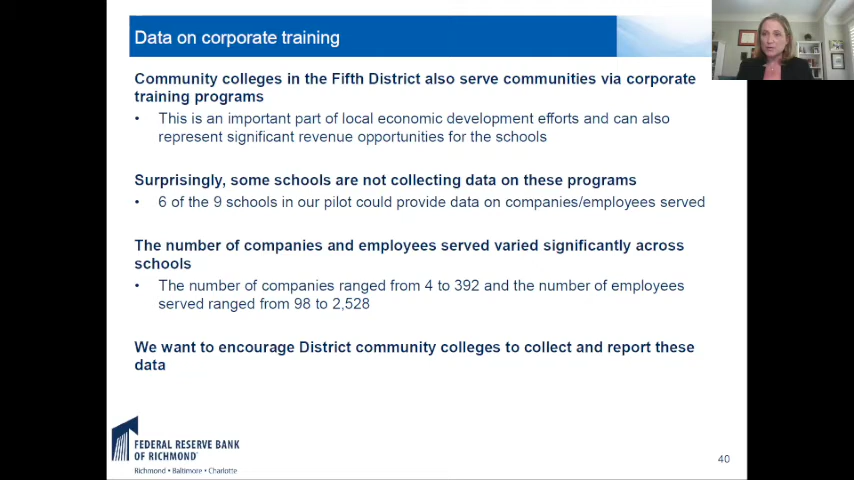 Data on corporate training
Community colleges in the Fifth District also serve communities via corporate
training programs
• This is an important part of local economic development efforts and can also
represent significant revenue opportunities for the schools
Surprisingly, some schools are not collecting data on these programs
• 6 of the 9 schools in our pilot could provide data on companies/employees served
The number of companies and employees served varied significantly across
schools
• The number of companies ranged from 4 to 392 and the number of employees
served ranged from 98 to 2,528
We want to encourage District community colleges to collect and report these
data
FEDERAL RESERVE BANK
OF RICHMOND
Richmond • Baltimore • Charlotte
40